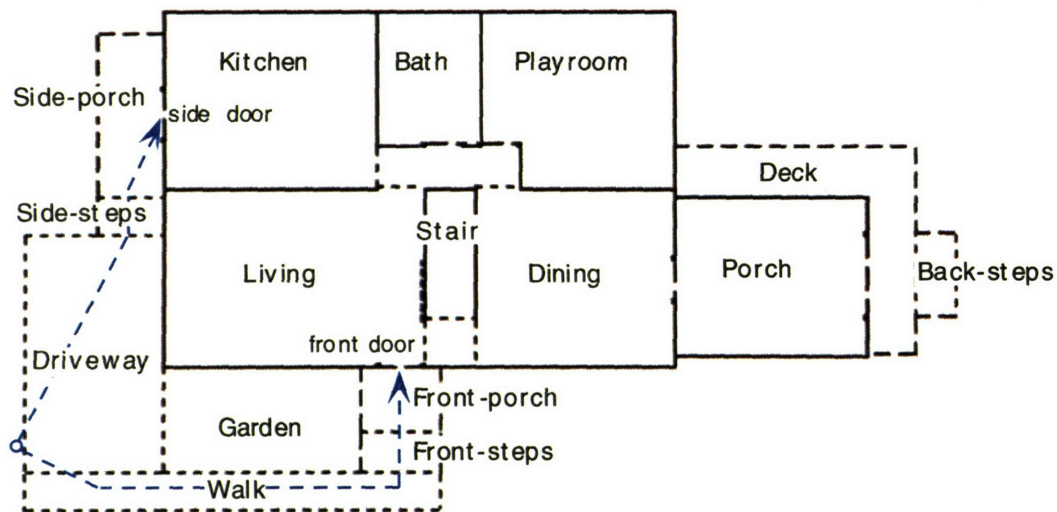 Kitchen
Bath
Playroom
Side-porch
side door
Deck
Side-steps
Stair
Living
Dining
Porch
Back-steps
front door
Driveway
Front-porch
Garden
Front-steps
Walk